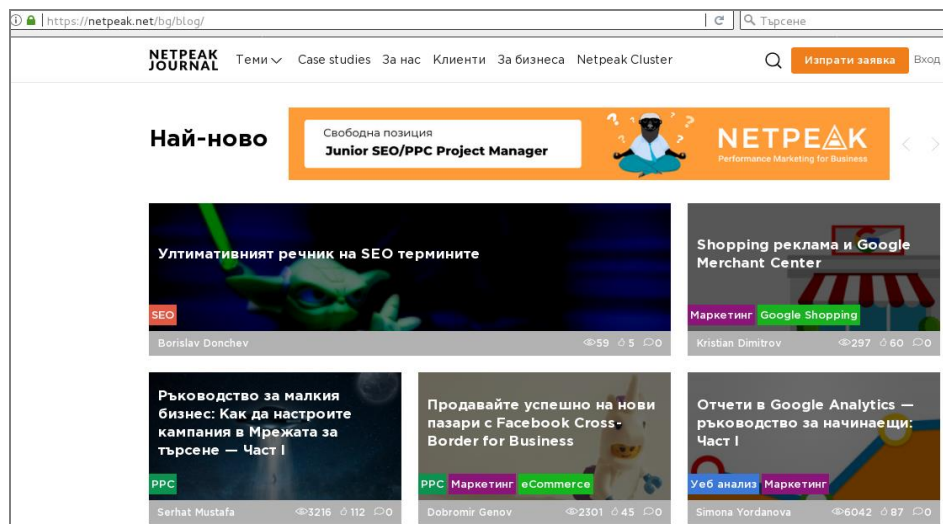 https://netpeak.net/bg/blog/
Търсене
NETPEAK
JOURNAL
Теми Case studies За нас Клиенти За бизнеса Netpeak Cluster
Изпрати заявка Вход
Най-ново
Свободна позиция
Junior SEO/PPC Project Manager
NETPEAK
Performance Marketing for Business
Ултимативният речник на SEO термините
SEO
Borislav Donchev 59 5 0
Shopping реклама и Google
Merchant Center
Маркетинг Google Shopping
Kristian Dimitrov 297 60 0
Ръководство за малкия
бизнес: Как да настроите
кампания в Мрежата за
търсене — Част I
PPC
Serhat Mustafa 3216 112 0
Продавайте успешно на нови
пазари с Facebook Cross-
Border for Business
PPC Маркетинг eCommerce
Dobromir Genov 2301 45 0
Отчети в Google Analytics —
ръководство за начинаещи:
Част I
Уеб анализ Маркетинг
Simona Yordanova 6042 87 0